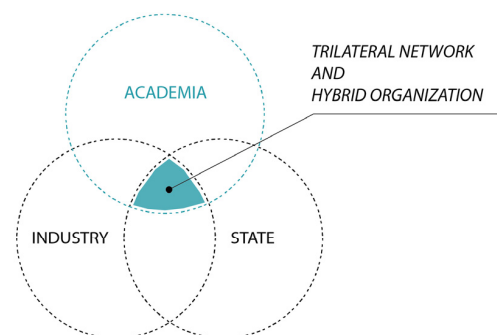 TRILATERAL NETWORK
AND
HYBRID ORGANIZATION
ACADEMIA
INDUSTRY
STATE